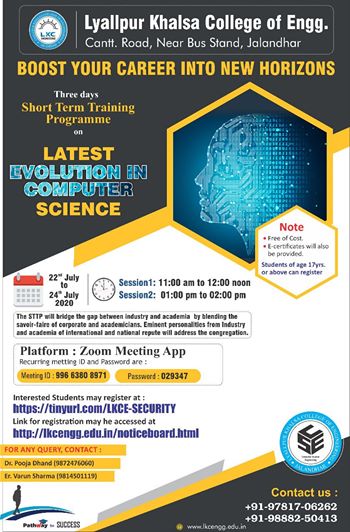 LXC
Lyallpur Khalsa College of Engg.
Cantt. Road, Near Bus Stand, Jalandhar
BOOST YOUR CAREER INTO NEW HORIZONS
Three days
Short Term Training
Programme
on
LATEST
EVOLUTION IN
COMPUTER
SCIENCE
Note
• Free of Cost.
• E-certificates will also
be provided.
Students of age 17yrs.
or above can register
22nd July
to
24th July
2020
Session1: 11:00 am to 12:00 noon
Session2: 01:00 pm to 02:00 pm
The STTP will bridge the gap between industry and academia by blending the
savoir-faire of corporate and academicians. Eminent personalities from industry
and academia of international and national repute will address the congregation.
Platform : Zoom Meeting App
Recurring metting ID and Password are :
Meeting ID : 996 6380 8971
Password : 029347
Interested Students may register at :
https://tinyurl.com/LKCE-SECURITY
Link for registration may be accessed at
http://lkcengg.edu.in/noticeboard.html
FOR ANY QUERY, CONTACT :
Dr. Pooja Dhand (9872476060)
Er. Varun Sharma (9814501119)
LYALLPUR KHALSA COLLEGE OF ENGINEERING
JALANDHAR
Contact us :
+91-97817-06262
+91-98882-50413
Pathway to SUCCESS
www.lkcengg.edu.in